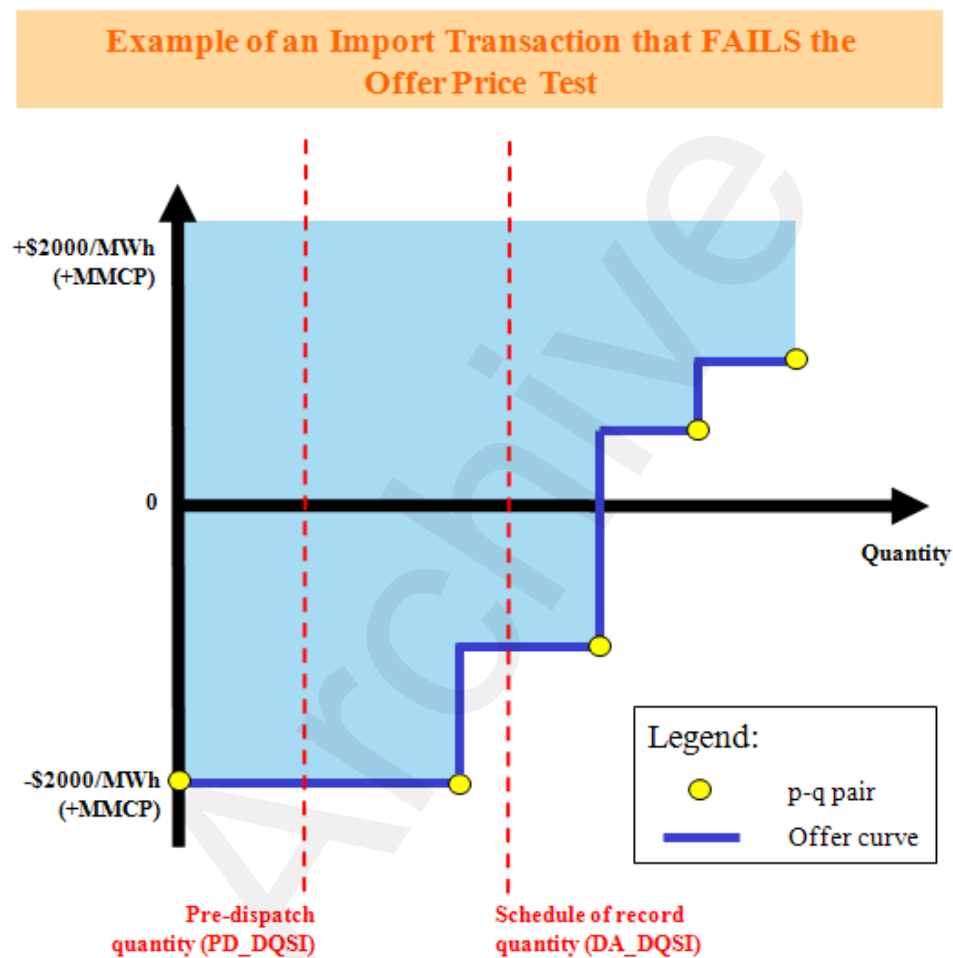 Example of an Import Transaction that FAILS the
Offer Price Test
+$2000/MWh
(+MMCP)
0
Quantity
-$2000/MWh
(+MMCP)
Legend:
p-q pair
Offer curve
Pre-dispatch
quantity (PD_DQSI)
Schedule of record
quantity (DA_DQSI)
Archive